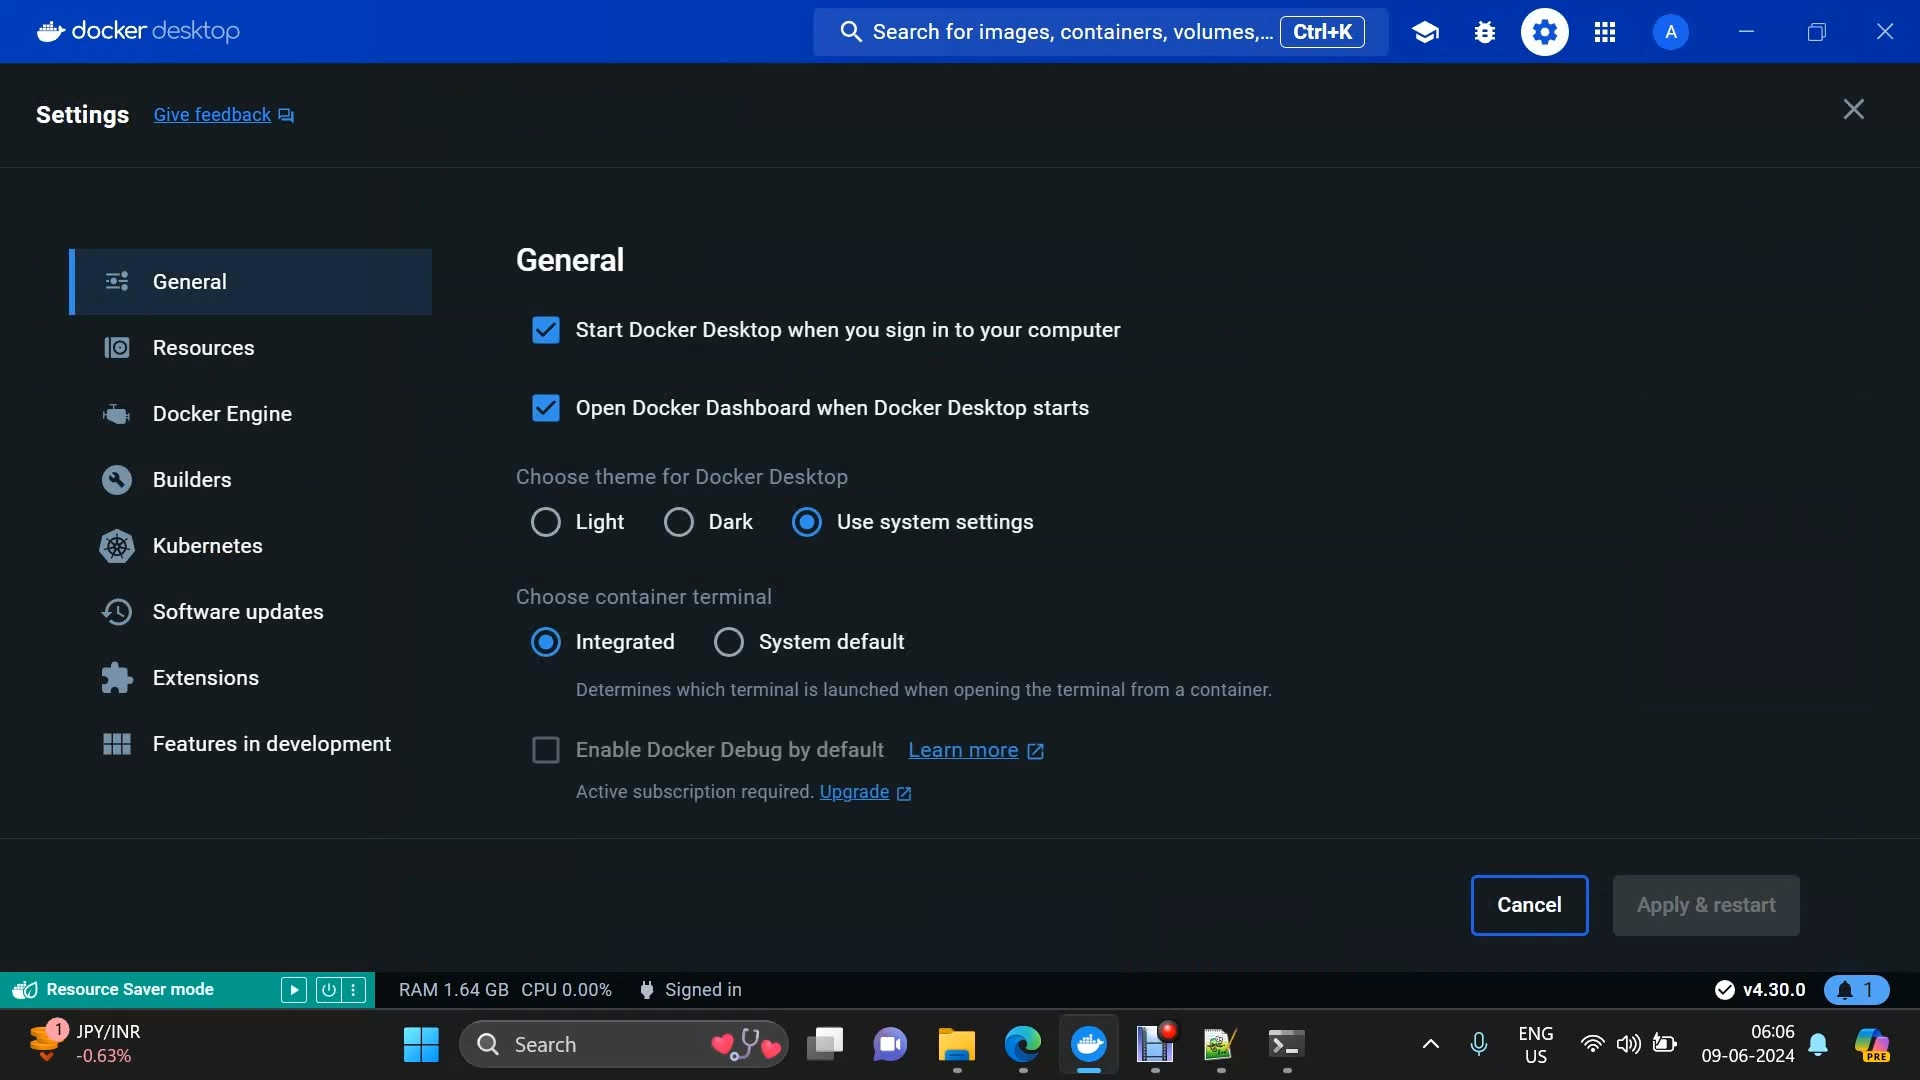 docker desktop
Search for images, containers, volumes,... Ctrl+K
A
Settings Give feedback
General
Resources
Docker Engine
Builders
Kubernetes
Software updates
Extensions
Features in development
General
Start Docker Desktop when you sign in to your computer
Open Docker Dashboard when Docker Desktop starts
Choose theme for Docker Desktop
Light Dark Use system settings
Choose container terminal
Integrated System default
Determines which terminal is launched when opening the terminal from a container.
Enable Docker Debug by default Learn more
Active subscription required. Upgrade
Cancel Apply & restart
Resource Saver mode RAM 1.64 GB CPU 0.00% Signed in v4.30.0 1
1 JPY/INR
-0.63%
Search
ENG
US
06:06
09-06-2024
PRE